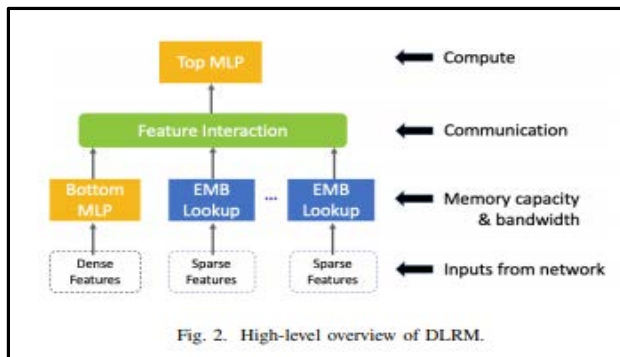 Top MLP
Compute
Feature Interaction
Communication
Bottom
MLP
EMB
Lookup
...
EMB
Lookup
Memory capacity
& bandwidth
Dense
Features
Sparse
Features
Sparse
Features
Inputs from network
Fig. 2. High-level overview of DLRM.